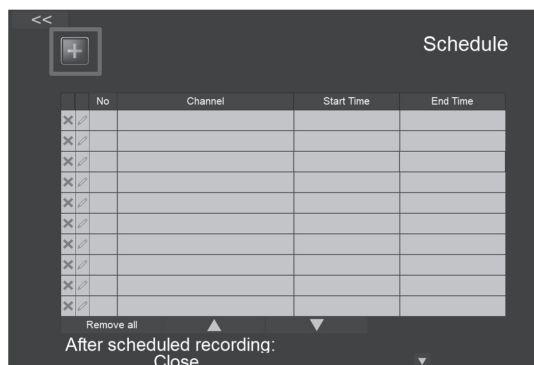 <<
Schedule
No Channel Start Time End Time
Remove all
After scheduled recording:
Close